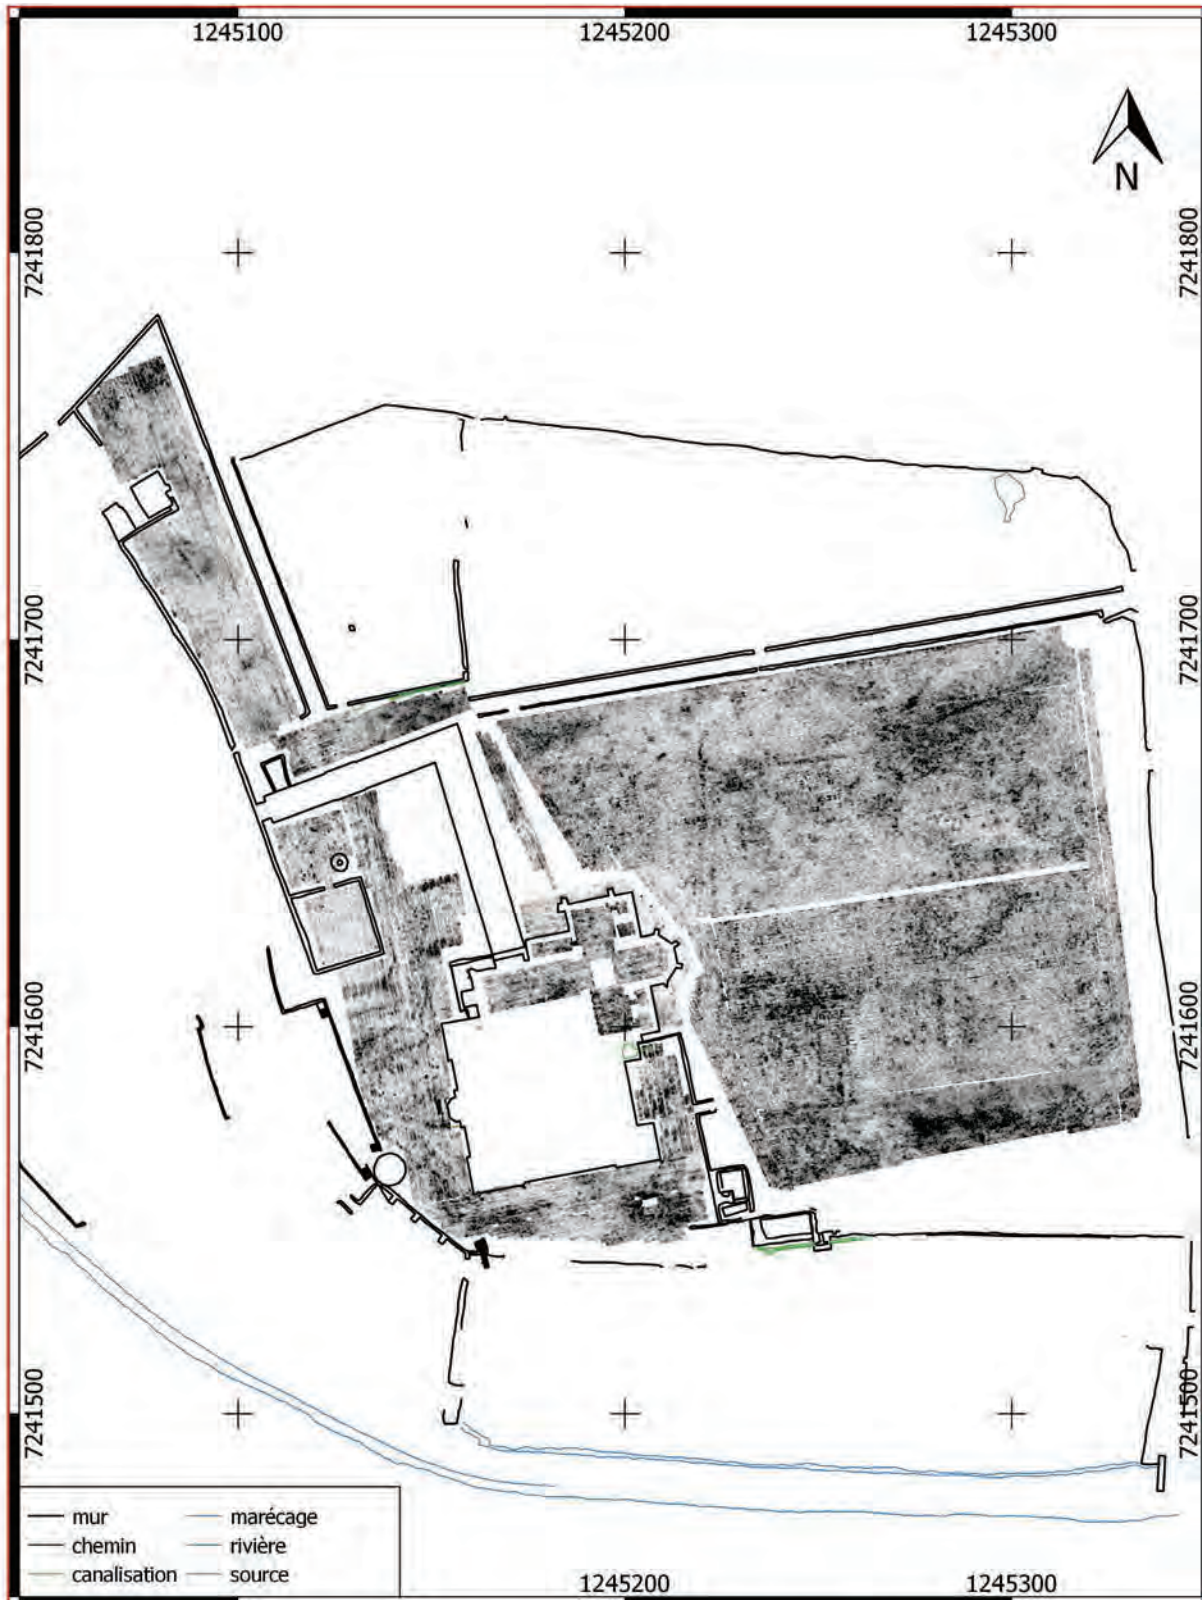 1245100 1245200 1245300
N
7241800 7241800
7241700 7241700
7241600 7241600
7241500 7241500
mur marécage
chemin rivière
canalisation source
1245200 1245300